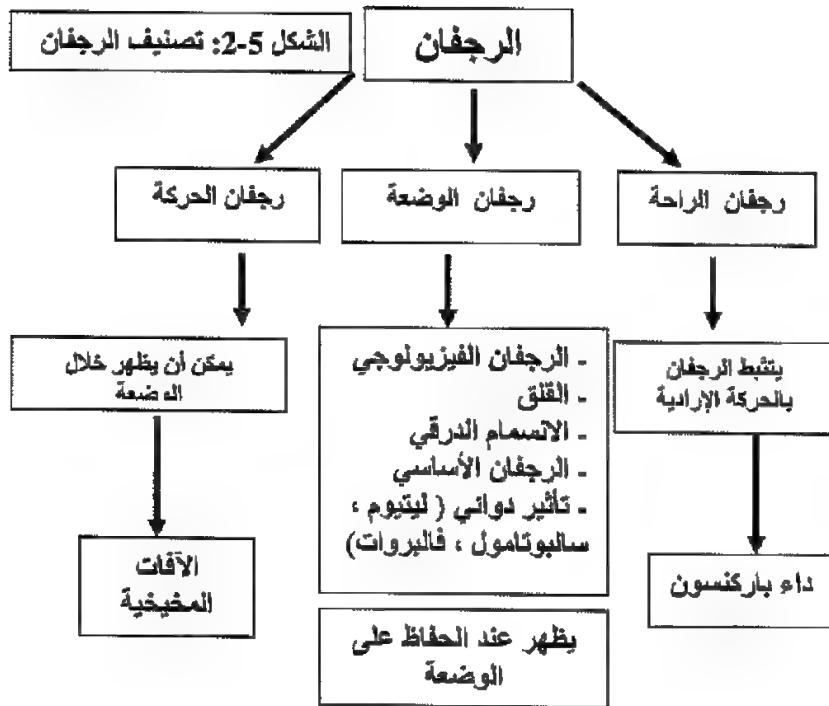 الشكل 5-2: تصنيف الرجفان
الرجفان
رجفان الراحة
رجفان الوضعة
رجفان الحركة
يتثبط الرجفان
بالحركة الإرادية
- الرجفان الفيزيولوجي
- القلق
- الانسمام الدرقي
- الرجفان الأساسي
- تأثير دوائي ( ليتيوم ،
سالبوتامول ، فالبروات)
يمكن أن يظهر خلال
الوضعة
داء باركنسون
يظهر عند الحفاظ على
الوضعة
الآفات
المخيخية